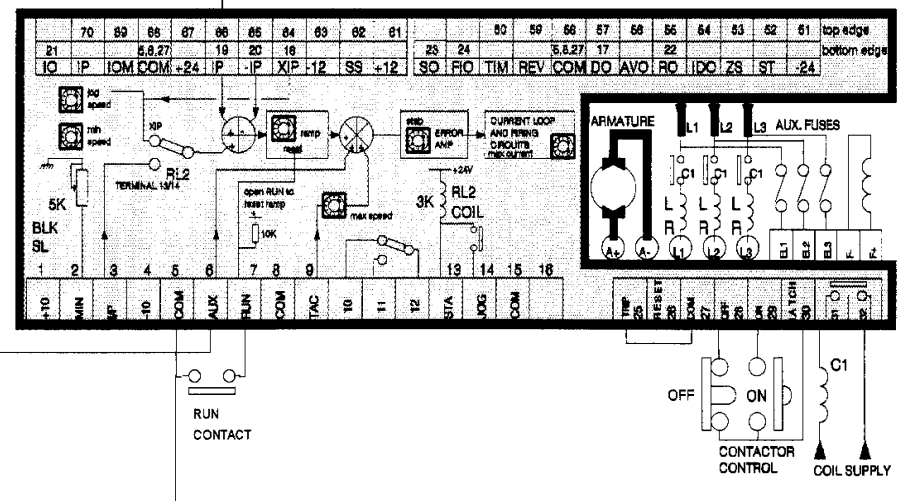 70 69 68 67 66 65 64 63 62 61 60 59 58 57 56 55 54 53 52 51 top edge
21 5,6,27 19 20 18 23 24 5,6,27 17 22 bottom edge
IO IP IOM COM +24 IP -IP XIP -12 SS +12 SO FIO TIM REV COM DO AVO RO IDO ZS ST -24
jog speed
min speed
XIP
RL2
TERMINAL 13/14
5K
BLK
SL
ramp
reset
open RUN to
reset ramp
10K
max speed
stab
ERROR
AMP
CURRENT LOOP
AND FIRING
CIRCUITS
max current
+24V
3K
RL2
COIL
ARMATURE
L1 L2 L3 AUX. FUSES
C1 C1 C1
L L L
R R R
A+ A- L1 L2 L3 EL1 EL2 EL3 F- F+
1 2 3 4 5 6 7 8 9 13 14 15 16
+10 MIN -10 COM AUX RUN COM TAC 10 11 12 STA JOG COM
TRIP 25 RESET 26 COM 27 OFF 28 ON 29 LATCH 30
RUN
CONTACT
OFF ON
C1
CONTACTOR
CONTROL
COIL SUPPLY